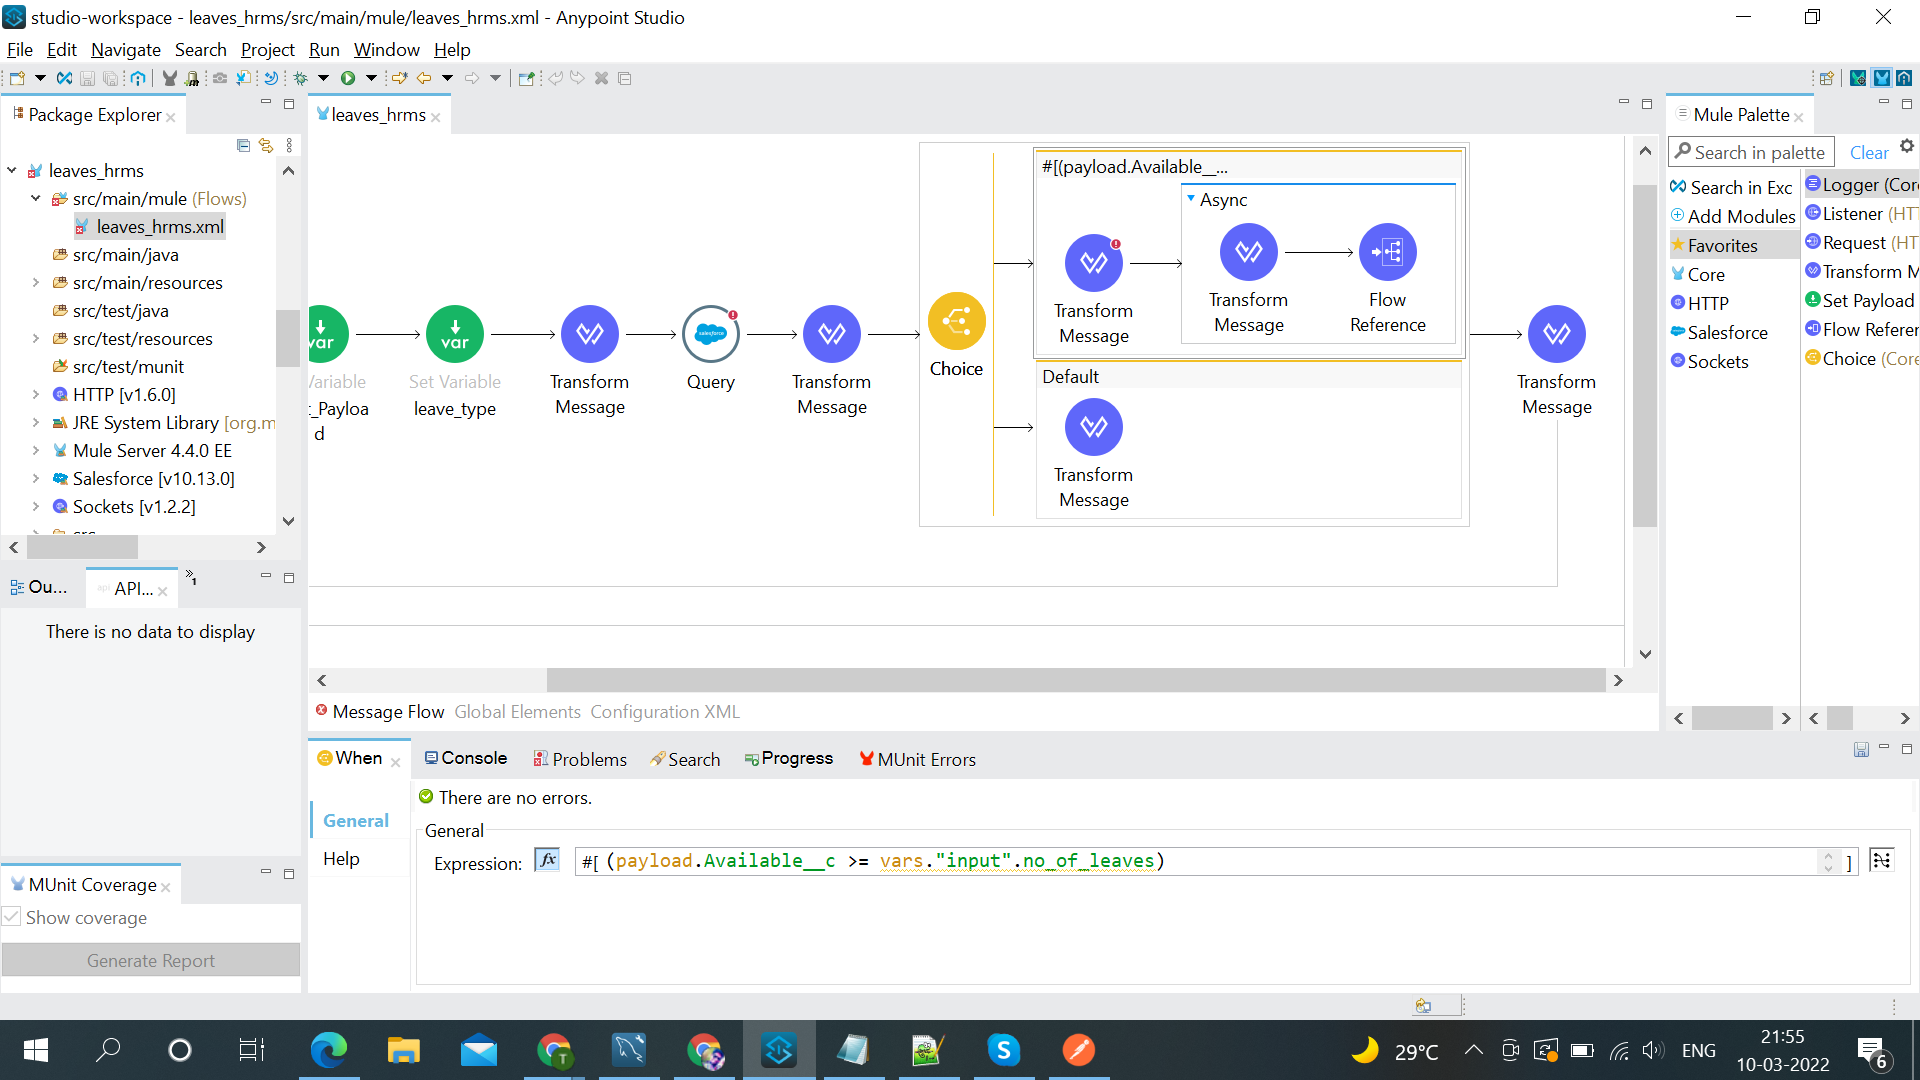 studio-workspace - leaves_hrms/src/main/mule/leaves_hrms.xml - Anypoint Studio
File Edit Navigate Search Project Run Window Help
Package Explorer
leaves_hrms
src/main/mule (Flows)
leaves_hrms.xml
src/main/java
src/main/resources
src/test/java
src/test/resources
src/test/munit
HTTP [v1.6.0]
JRE System Library [org.m
Mule Server 4.4.0 EE
Salesforce [v10.13.0]
Sockets [v1.2.2]
src
Ou...
API...
1
There is no data to display
MUnit Coverage
Show coverage
Generate Report
leaves_hrms
var
Variable
t_Payloa
d
var
Set Variable
leave_type
Transform
Message
salesforce
Query
Transform
Message
Choice
#[(payload.Available__...
Transform
Message
Async
Transform
Message
Flow
Reference
Default
Transform
Message
Transform
Message
Message Flow Global Elements Configuration XML
Mule Palette
Search in palette
Clear
Search in Exc
Add Modules
Favorites
Core
HTTP
Salesforce
Sockets
Logger (Cor
Listener (HTT
Request (HT
Transform M
Set Payload
Flow Referen
Choice (Core
When
Console
Problems
Search
Progress
MUnit Errors
There are no errors.
General
Help
General
Expression: fx #[ (payload.Available__c >= vars."input".no_of_leaves) ]
29°C
ENG
21:55
10-03-2022
6